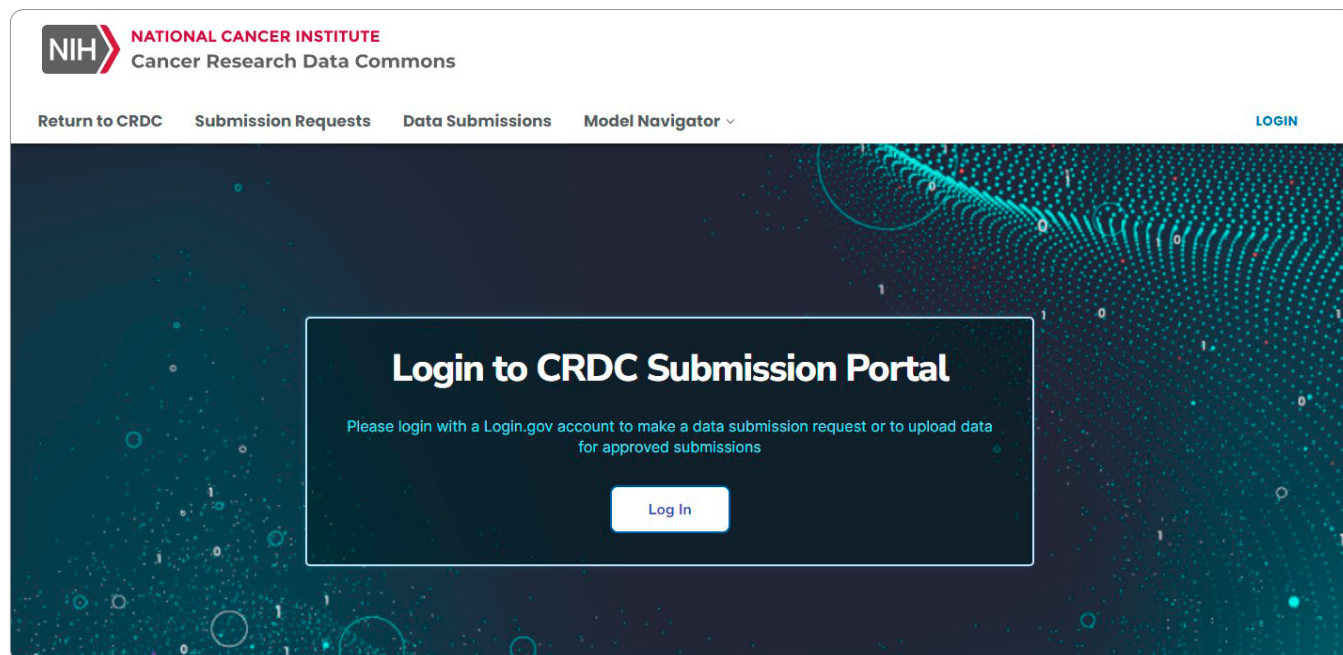 NIH
NATIONAL CANCER INSTITUTE
Cancer Research Data Commons
Return to CRDC Submission Requests Data Submissions Model Navigator LOGIN
Login to CRDC Submission Portal
Please login with a Login.gov account to make a data submission request or to upload data
for approved submissions
Log In